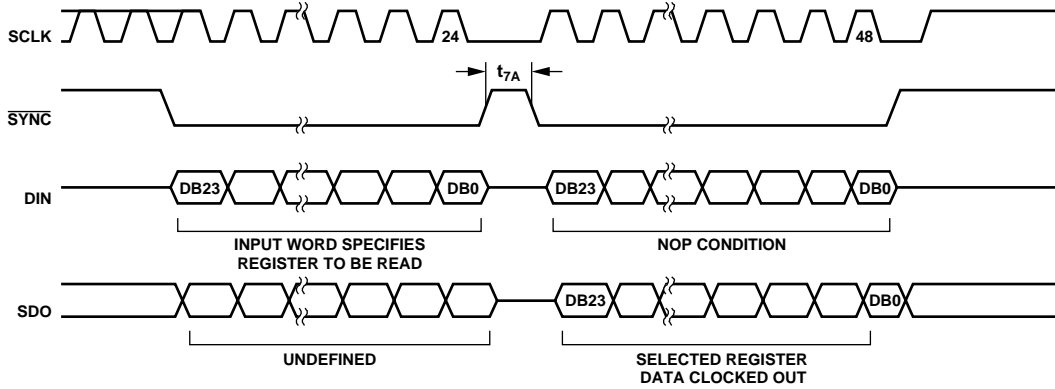 SCLK
24
48
t7A
SYNC
DIN
DB23
DB0
DB23
DB0
INPUT WORD SPECIFIES
REGISTER TO BE READ
NOP CONDITION
SDO
DB23
DB0
UNDEFINED
SELECTED REGISTER
DATA CLOCKED OUT